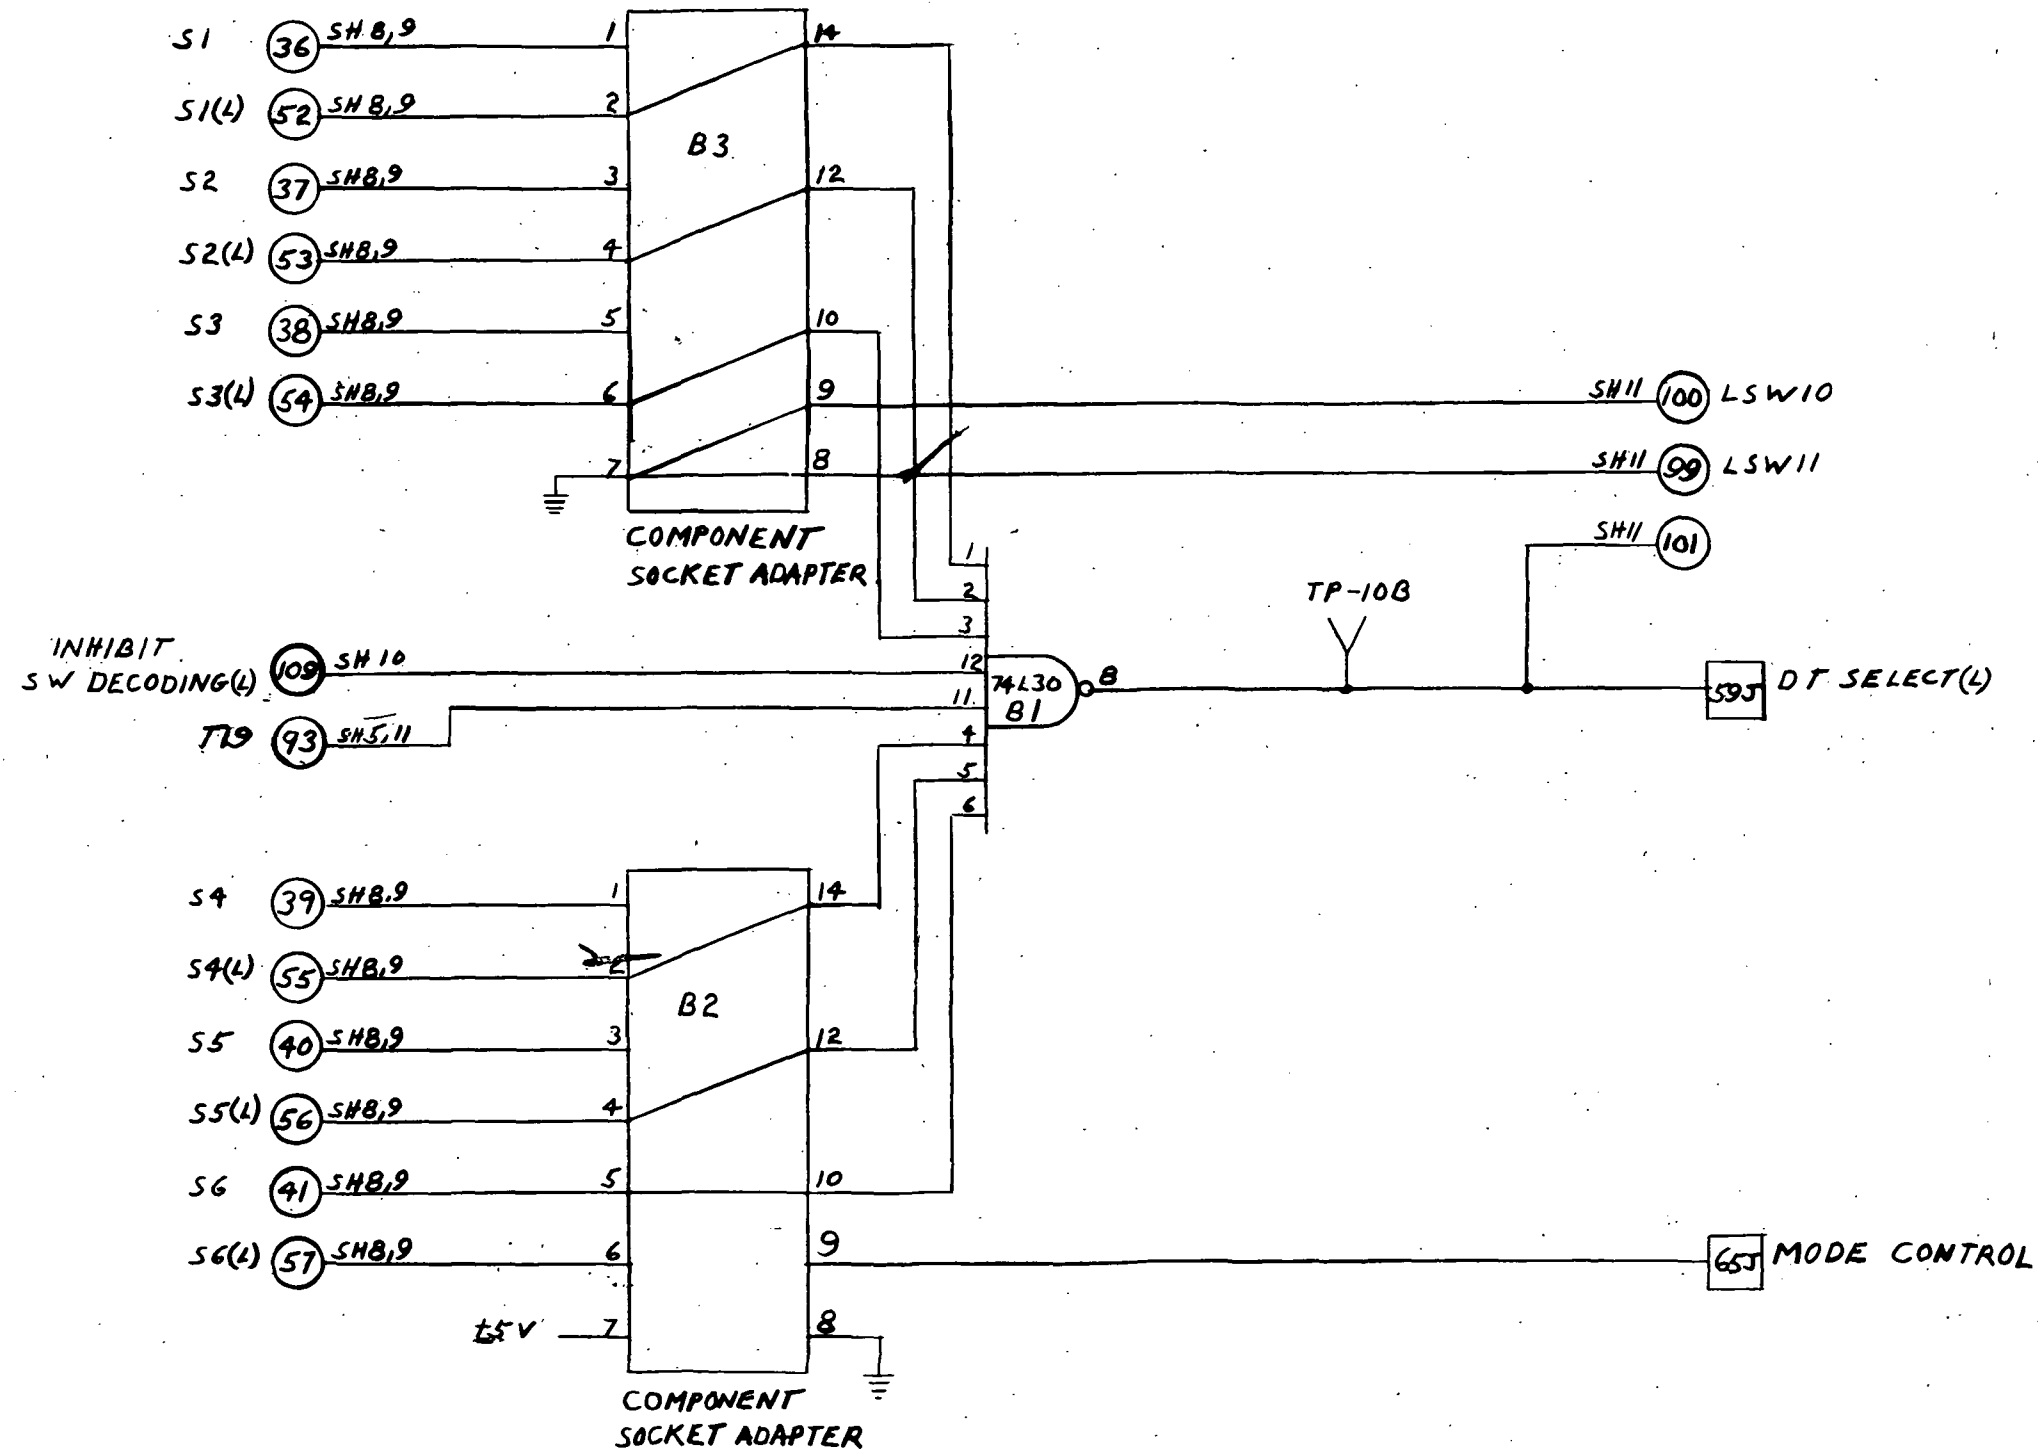 S1 36 SH 8,9 1 14
S1(L) 52 SH 8,9 2
B3
S2 37 SH8,9 3 12
S2(L) 53 SH8,9 4
S3 38 SH8,9 5 10
S3(L) 54 SH8,9 6 9 SH11 100 LSW10
7 8 SH11 99 LSW11
COMPONENT
SOCKET ADAPTER
SH11 101
1
2
3
TP-10B
INHIBIT
SW DECODING(L) 109 SH 10 12
74L30
B1
8
59J DT SELECT(L)
93 SH5,11 11
4
5
6
S4 39 SH8,9 1 14
S4(L) 55 SH8,9 2
B2
S5 40 SH8,9 3 12
S5(L) 56 SH8,9 4
S6 41 SH8,9 5 10
S6(L) 57 SH8,9 6 9 65J MODE CONTROL
+5V 7 8
COMPONENT
SOCKET ADAPTER